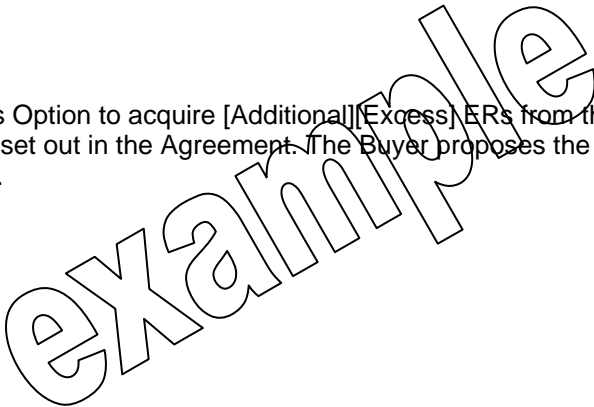 s Option to acquire [Additional][Excess] ERs from th
set out in the Agreement. The Buyer proposes the
.
example